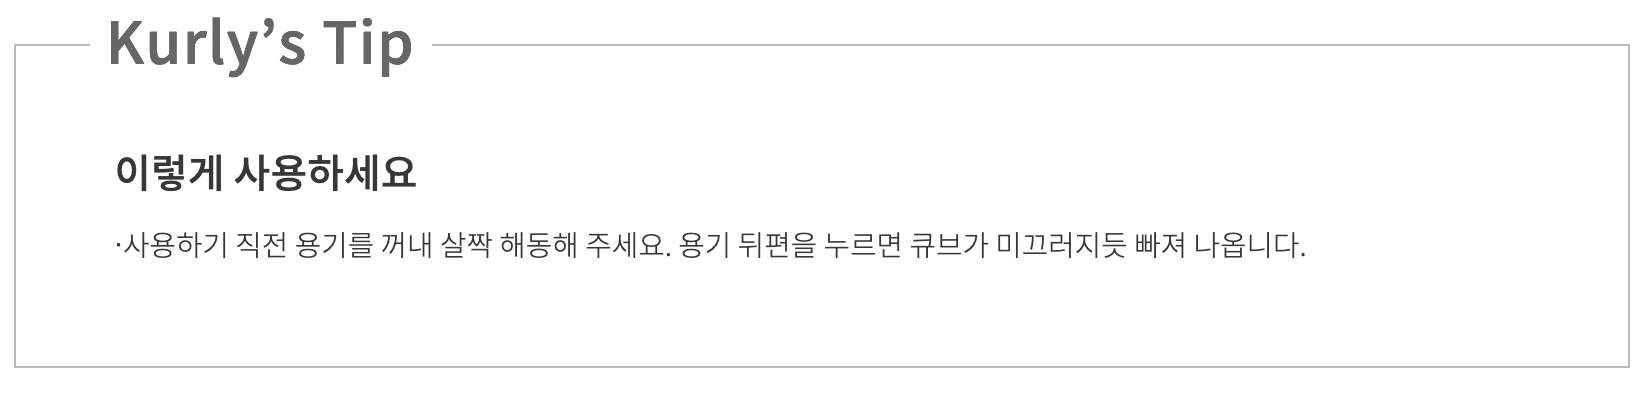 Kurly’s Tip
이렇게 사용하세요
·사용하기 직전 용기를 꺼내 살짝 해동해 주세요. 용기 뒤편을 누르면 큐브가 미끄러지듯 빠져 나옵니다.